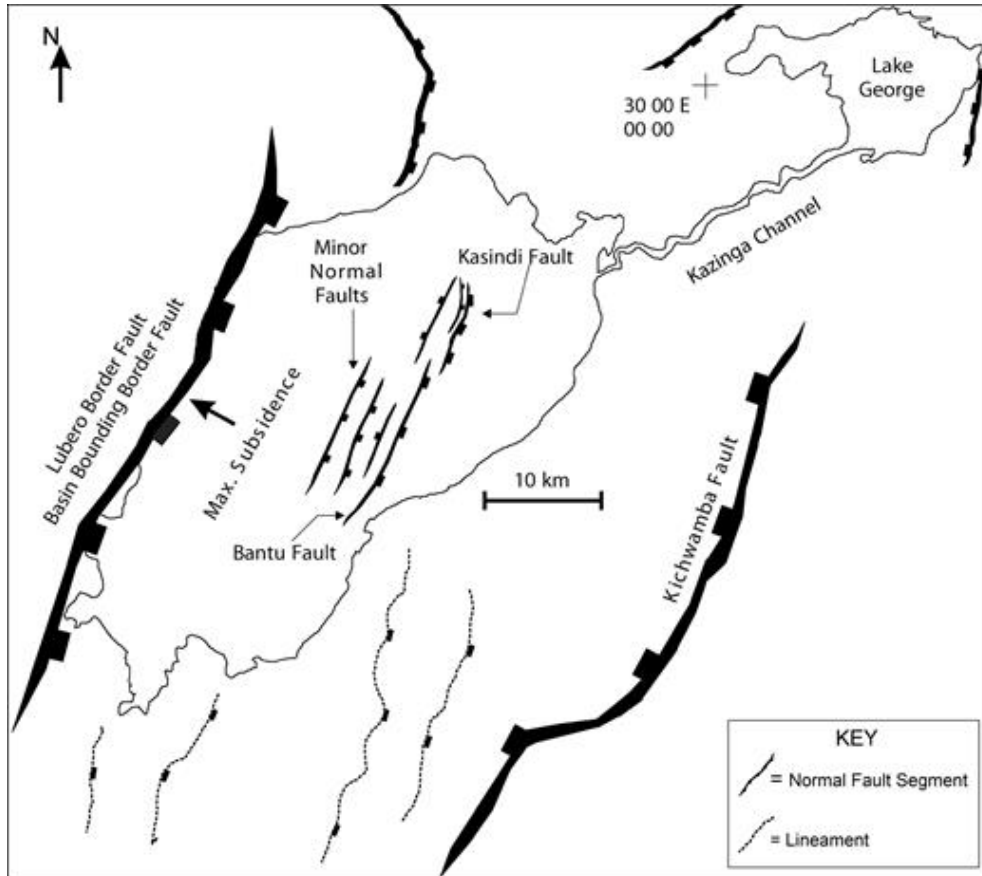 N
Lake
George
30 00 E
00 00
Kazinga Channel
Minor
Normal
Faults
Kasindi Fault
Lubero Border Fault
Basin Bounding Border Fault
Max. Subsidence
10 km
Bantu Fault
Kichwamba Fault
KEY
= Normal Fault Segment
= Lineament